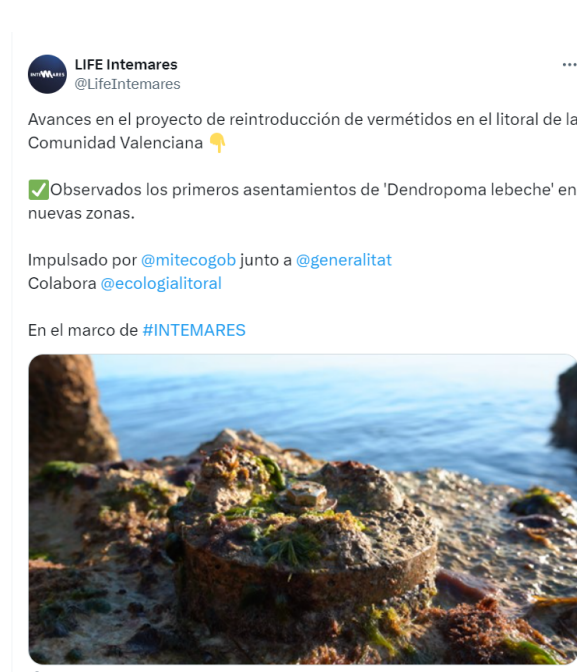 LIFE Intemares
@LifeIntemares
Avances en el proyecto de reintroducción de vermétidos en el litoral de la
Comunidad Valenciana 👇
✅Observados los primeros asentamientos de 'Dendropoma lebeche' en
nuevas zonas.
Impulsado por @mitecogob junto a @generalitat
Colabora @ecologialitoral
En el marco de #INTEMARES